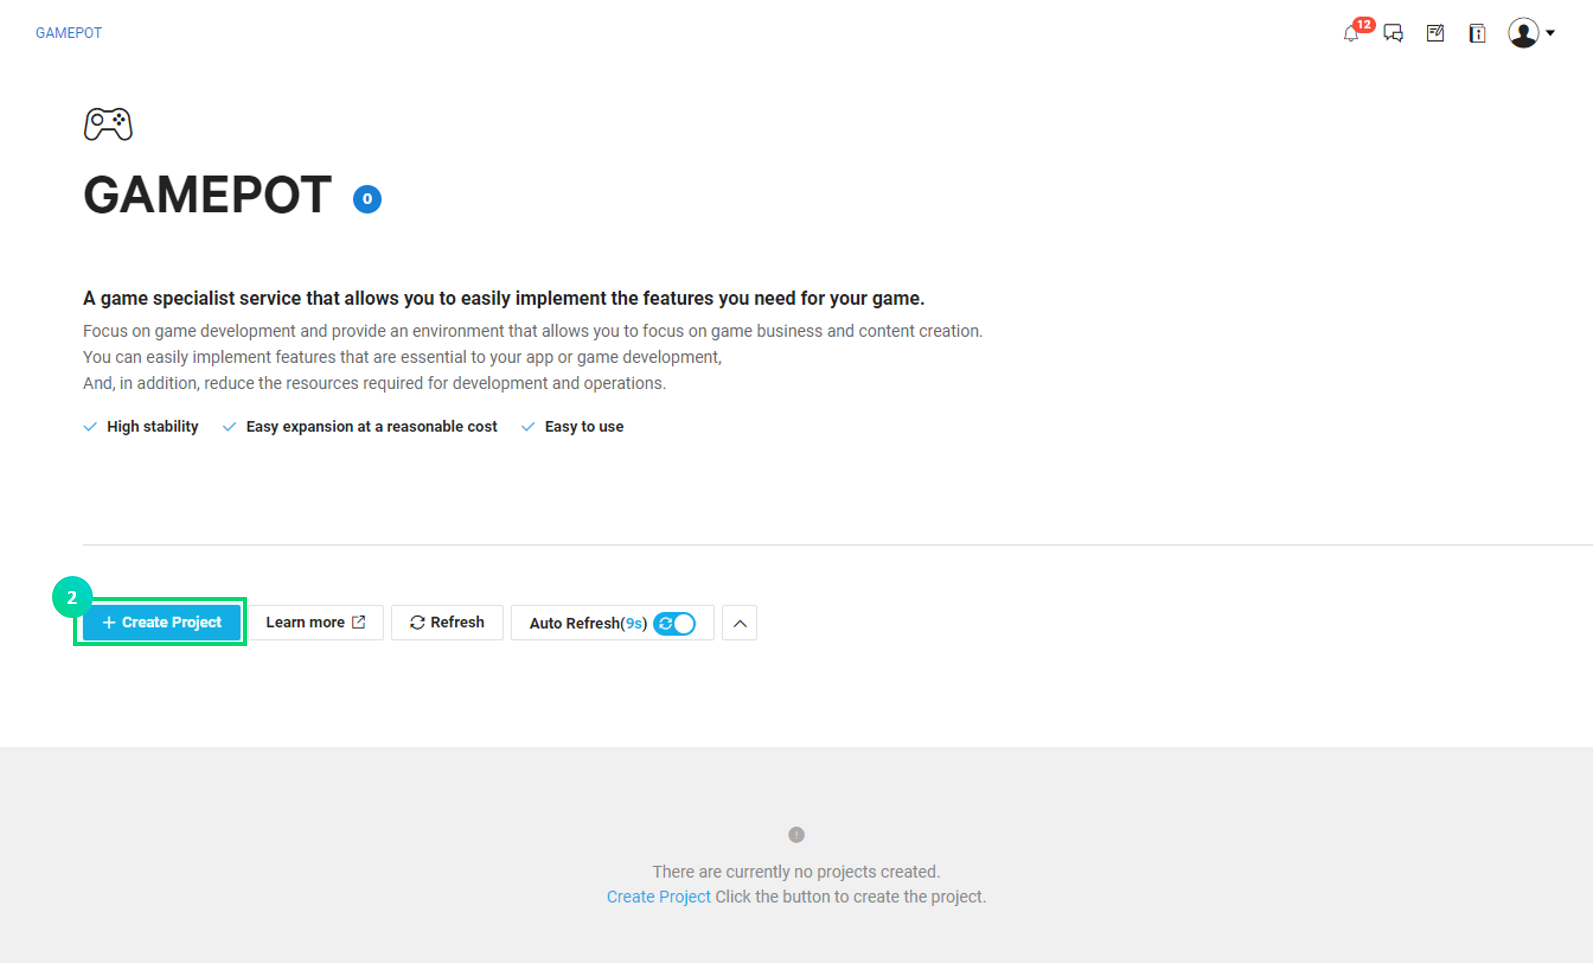 GAMEPOT
12
GAMEPOT 0
A game specialist service that allows you to easily implement the features you need for your game.
Focus on game development and provide an environment that allows you to focus on game business and content creation.
You can easily implement features that are essential to your app or game development,
And, in addition, reduce the resources required for development and operations.
High stability Easy expansion at a reasonable cost Easy to use
2
+ Create Project Learn more Refresh Auto Refresh(9s)
There are currently no projects created.
Create Project Click the button to create the project.